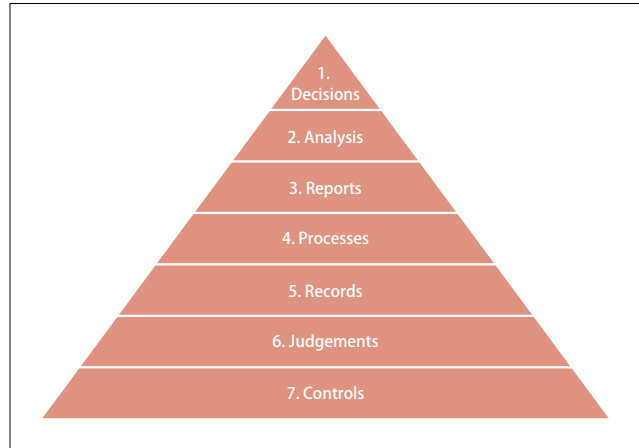 1.
Decisions
2. Analysis
3. Reports
4. Processes
5. Records
6. Judgements
7. Controls